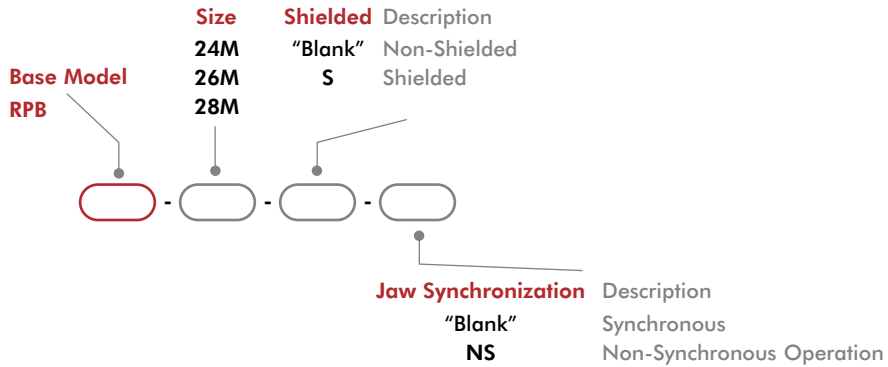 Size Shielded Description
24M “Blank” Non-Shielded
Base Model 26M S Shielded
RPB 28M
- - -
Jaw Synchronization Description
“Blank” Synchronous
NS Non-Synchronous Operation